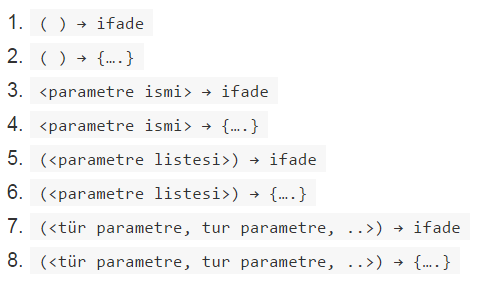 1. ( ) → ifade
2. ( ) → {….}
3. <parametre ismi> → ifade
4. <parametre ismi> → {….}
5. (<parametre listesi>) → ifade
6. (<parametre listesi>) → {….}
7. (<tür parametre, tur parametre, ..>) → ifade
8. (<tür parametre, tur parametre, ..>) → {….}